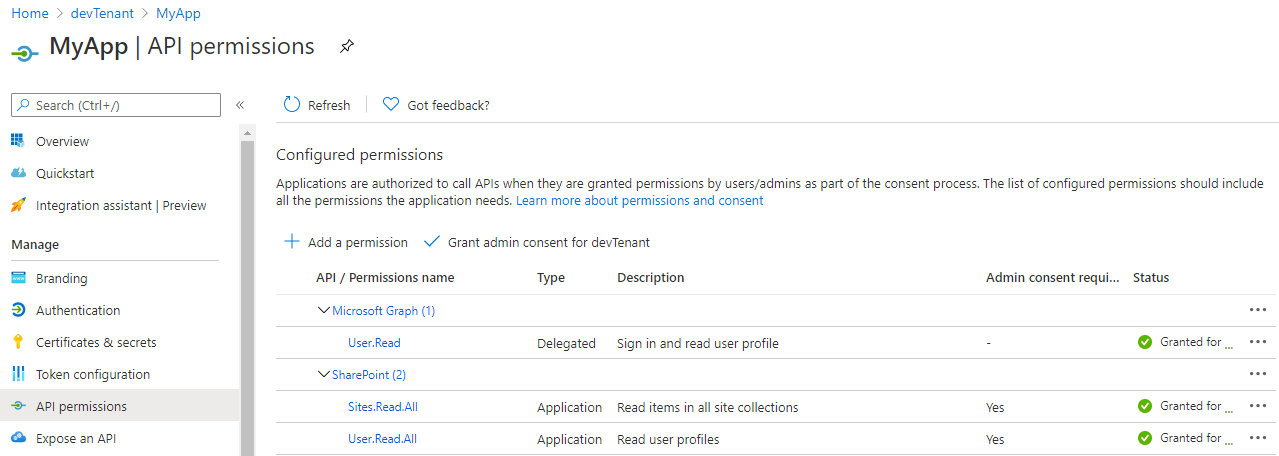 Home > devTenant > MyApp
MyApp | API permissions
Search (Ctrl+/)
«
Refresh
Got feedback?
Overview
Quickstart
Integration assistant | Preview
Manage
Branding
Authentication
Certificates & secrets
Token configuration
API permissions
Expose an API
Configured permissions
Applications are authorized to call APIs when they are granted permissions by users/admins as part of the consent process. The list of configured permissions should include
all the permissions the application needs. Learn more about permissions and consent
Add a permission
Grant admin consent for devTenant
API / Permissions name Type Description Admin consent requi... Status
Microsoft Graph (1) ...
User.Read Delegated Sign in and read user profile - Granted for ... ...
SharePoint (2) ...
Sites.Read.All Application Read items in all site collections Yes Granted for ... ...
User.Read.All Application Read user profiles Yes Granted for ... ...